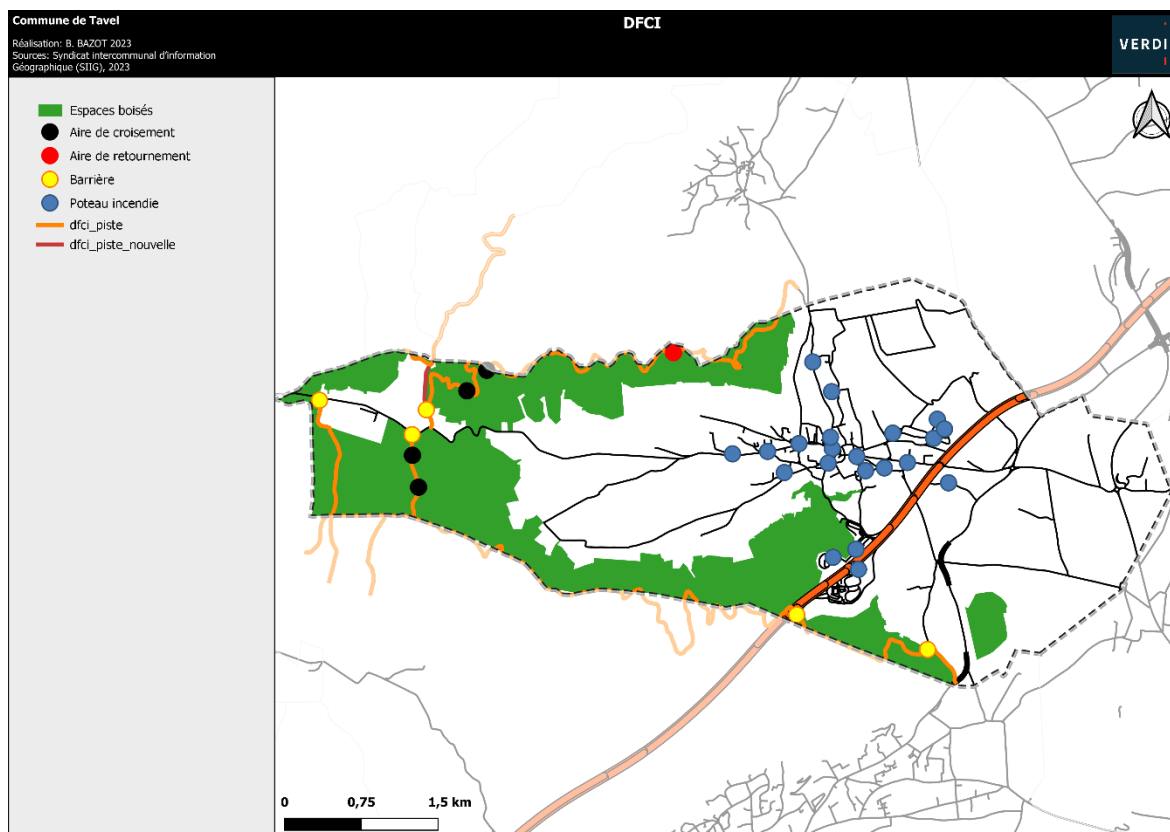 Commune de Tavel
DFCI
Réalisation: B. BAZOT 2023
Sources: Syndicat intercommunal d'information
Géographique (SIIG), 2023
VERDI
Espaces boisés
Aire de croisement
Aire de retournement
Barrière
Poteau incendie
dfci_piste
dfci_piste_nouvelle
0 0,75 1,5 km